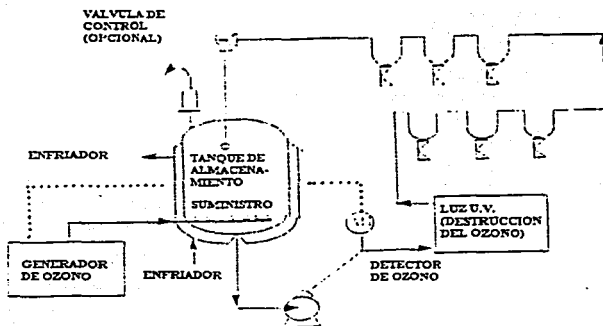 VALVULA DE
CONTROL
(OPCIONAL)
ENFRIADOR
TANQUE DE
ALMACENA-
MIENTO
SUMINISTRO
GENERADOR
DE OZONO
ENFRIADOR
LUZ U.V.
(DESTRUCCION
DEL OZONO)
DETECTOR
DE OZONO